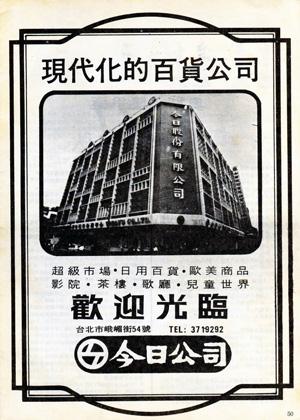 現代化的百貨公司
今日股份有限公司
超級市場・日用百貨・歐美商品
影院・茶樓・歌廳・兒童世界
歡迎光臨
台北市峨嵋街54號 TEL: 3719292
今日公司
50